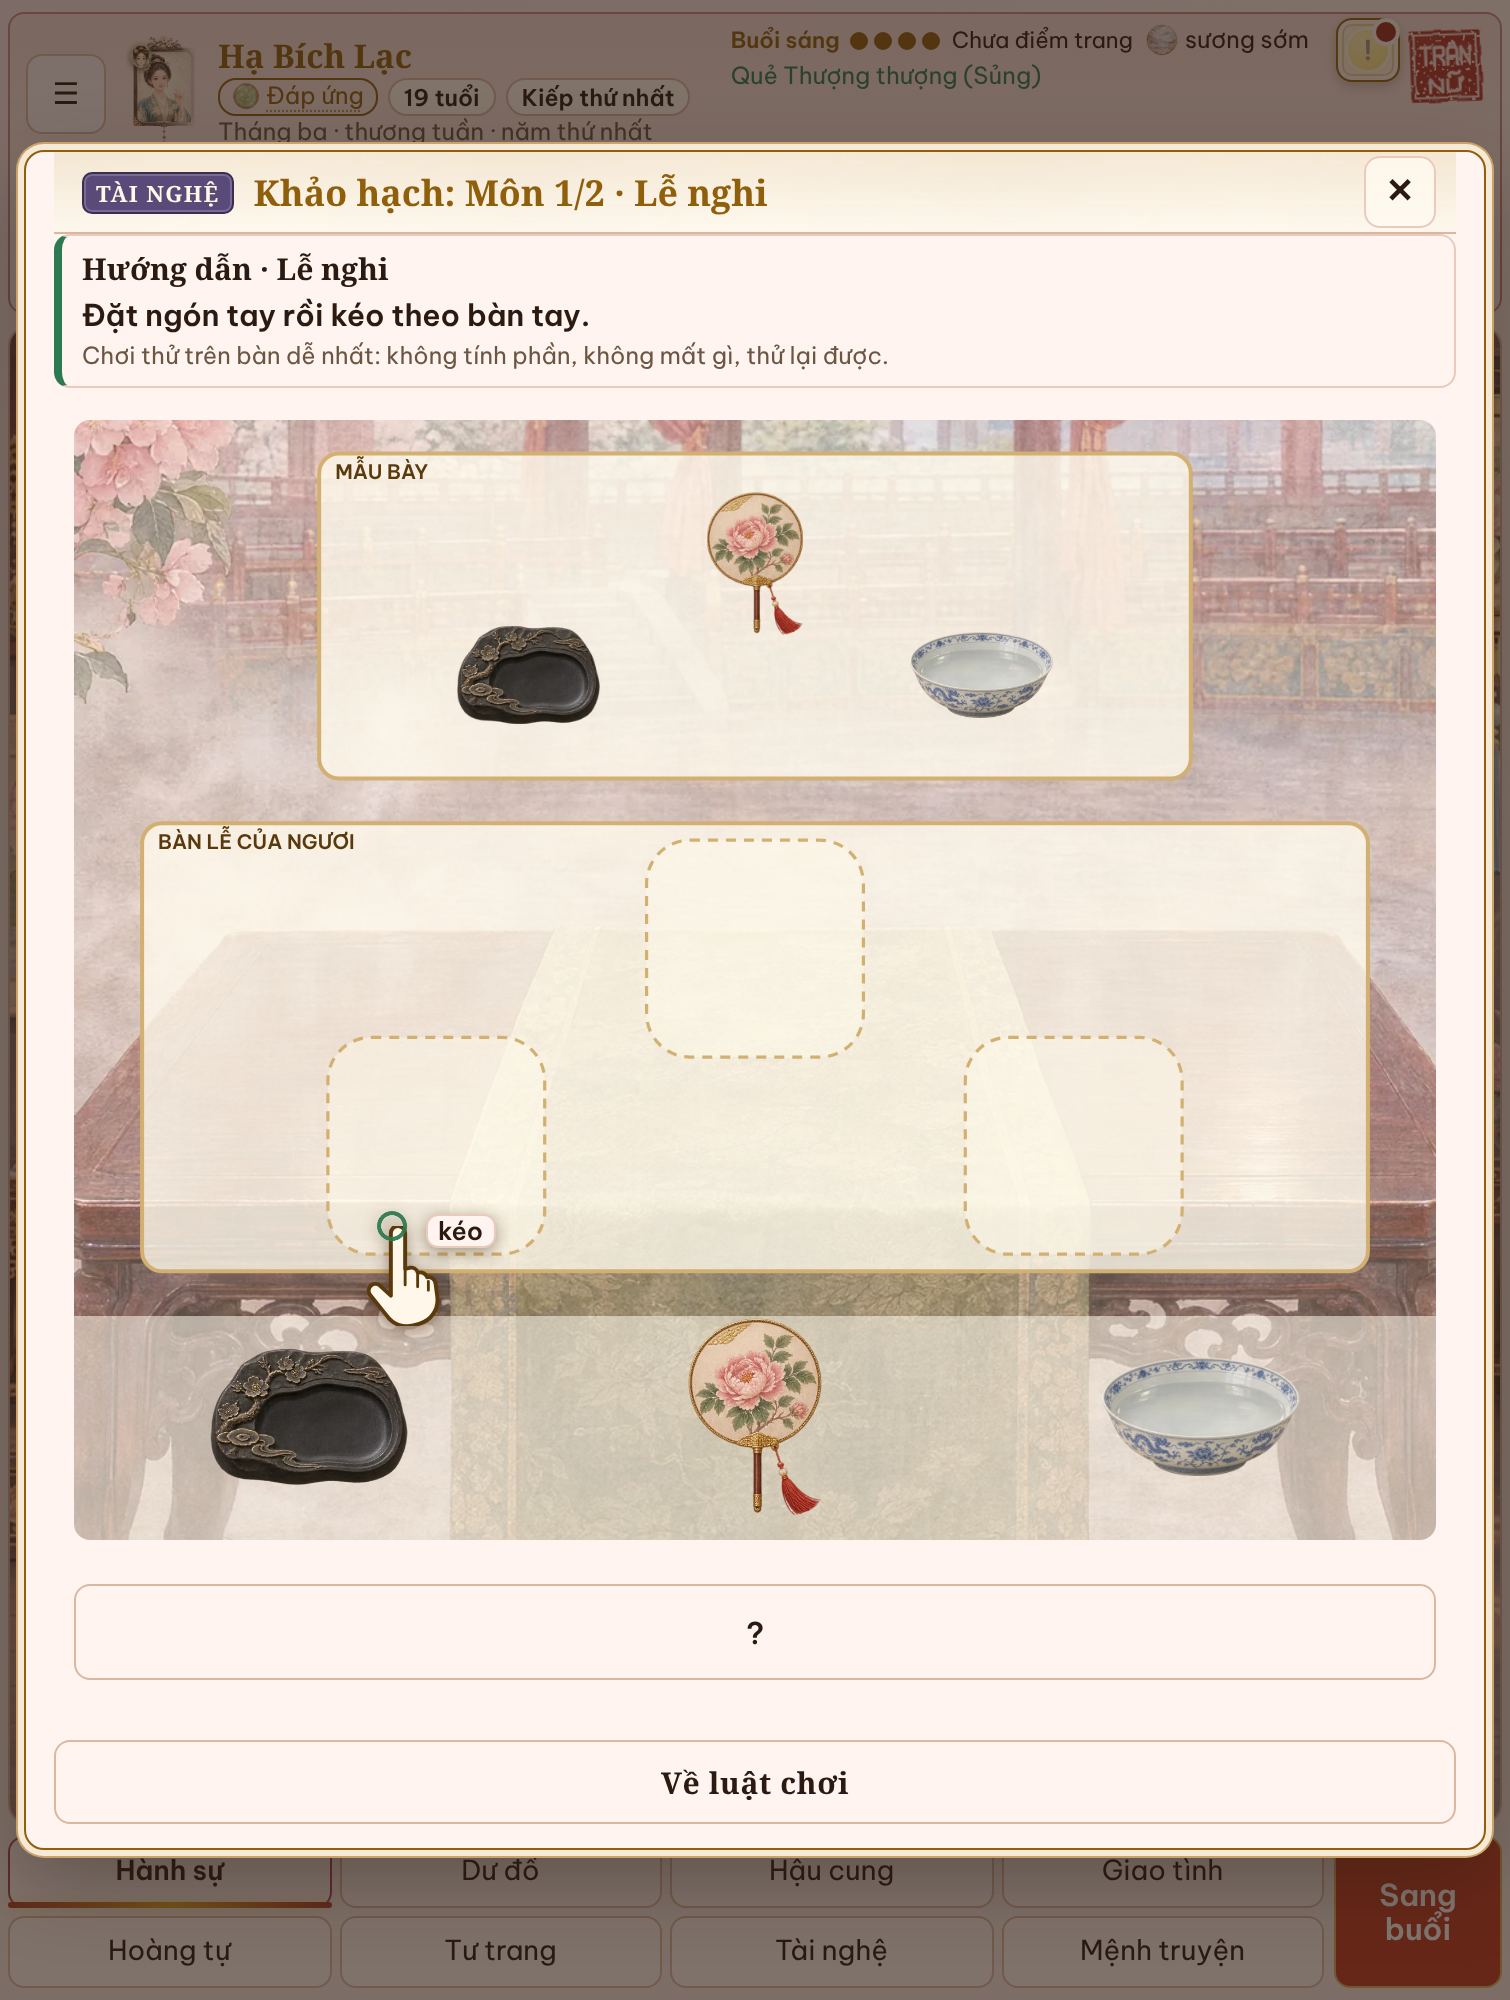 Hạ Bích Lạc
Buổi sáng
Chưa điểm trang
sương sớm
!
TRẦN NỮ
☰
Đáp ứng
19 tuổi
Kiếp thứ nhất
Quẻ Thượng thượng (Sủng)
Tháng ba · thượng tuần · năm thứ nhất
TÀI NGHỆ
Khảo hạch: Môn 1/2 · Lễ nghi
×
Hướng dẫn · Lễ nghi
Đặt ngón tay rồi kéo theo bàn tay.
Chơi thử trên bàn dễ nhất: không tính phần, không mất gì, thử lại được.
MẪU BÀY
BÀN LỄ CỦA NGƯƠI
kéo
?
Về luật chơi
Hành sự
Dư đồ
Hậu cung
Giao tình
Sang buổi
Hoàng tự
Tư trang
Tài nghệ
Mệnh truyện